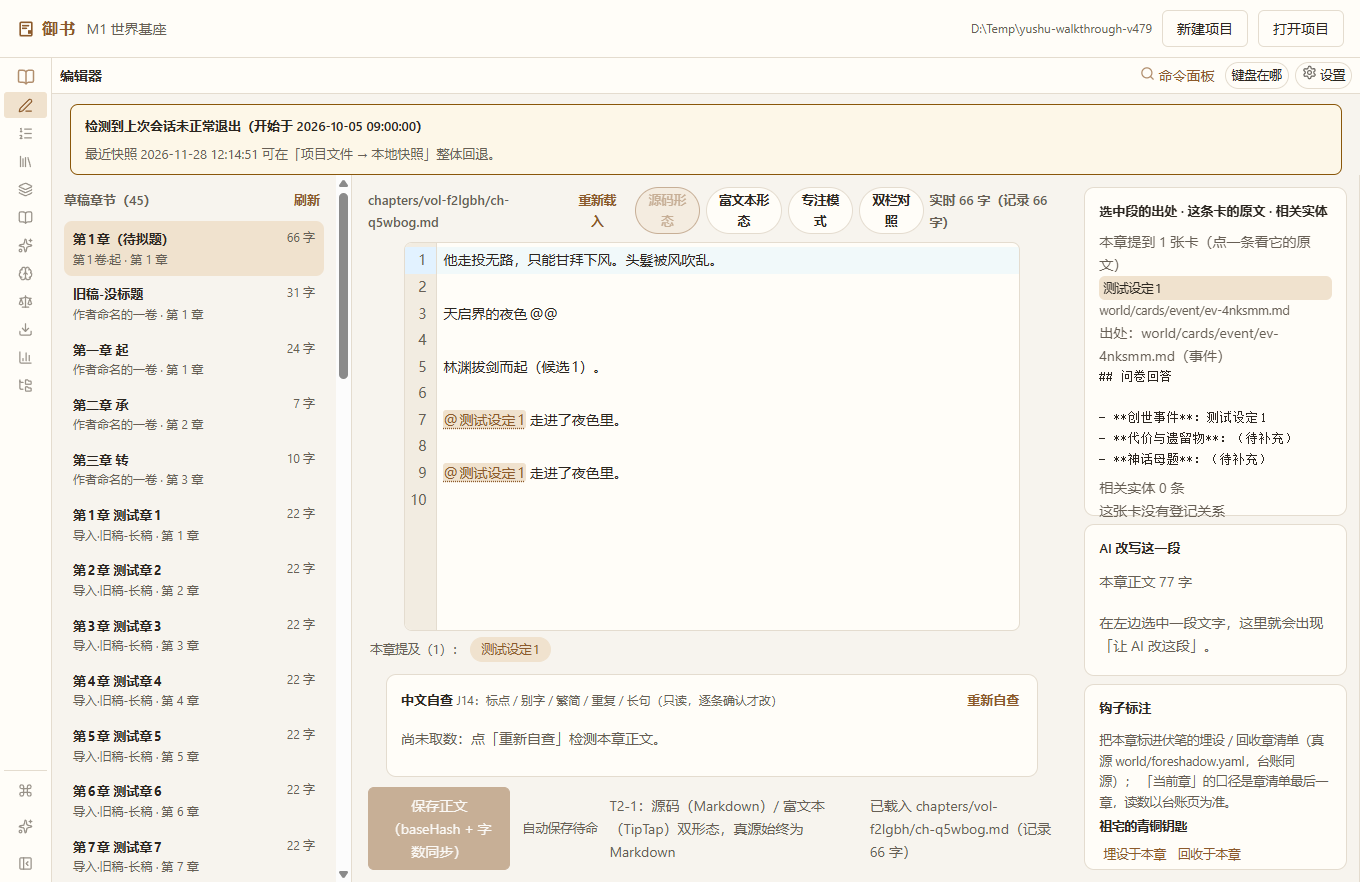 御书 M1 世界基座
D:\Temp\yushu-walkthrough-v479 新建项目 打开项目
编辑器
命令面板 键盘在哪 设置
检测到上次会话未正常退出（开始于 2026-10-05 09:00:00）
最近快照 2026-11-28 12:14:51 可在「项目文件 → 本地快照」整体回退。
草稿章节（45） 刷新
第1章（待拟题） 66 字
第1卷·起 · 第 1 章
旧稿-没标题 31 字
作者命名的一卷 · 第 1 章
第一章 起 24 字
作者命名的一卷 · 第 1 章
第二章 承 7 字
作者命名的一卷 · 第 2 章
第三章 转 10 字
作者命名的一卷 · 第 3 章
第1章 测试章1 22 字
导入·旧稿-长稿 · 第 1 章
第2章 测试章2 22 字
导入·旧稿-长稿 · 第 2 章
第3章 测试章3 22 字
导入·旧稿-长稿 · 第 3 章
第4章 测试章4 22 字
导入·旧稿-长稿 · 第 4 章
第5章 测试章5 22 字
导入·旧稿-长稿 · 第 5 章
第6章 测试章6 22 字
导入·旧稿-长稿 · 第 6 章
第7章 测试章7 22 字
导入·旧稿-长稿 · 第 7 章
chapters/vol-f2lgbh/ch-
q5wbog.md
重新载
入
源码形
态
富文本形
态
专注模
式
双栏对
照
实时 66 字（记录 66
字）
1 他走投无路，只能甘拜下风。头髮被风吹乱。
2
3 天启界的夜色@@
4
5 林渊拔剑而起（候选1）。
6
7 @测试设定1 走进了夜色里。
8
9 @测试设定1 走进了夜色里。
10
本章提及（1）： 测试设定1
中文自查 J14：标点 / 别字 / 繁简 / 重复 / 长句（只读，逐条确认才改） 重新自查
尚未取数：点「重新自查」检测本章正文。
保存正文
（baseHash + 字
数同步）
自动保存待命
T2-1：源码（Markdown）/ 富文本
（TipTap）双形态，真源始终为
Markdown
已载入 chapters/vol-
f2lgbh/ch-q5wbog.md（记录
66 字）
选中段的出处 · 这条卡的原文 · 相关实体
本章提到 1 张卡（点一条看它的原
文）
测试设定1
world/cards/event/ev-4nksmm.md
出处：world/cards/event/ev-
4nksmm.md（事件）
## 问卷回答
- **创世事件**: 测试设定1
- **代价与遗留物**: （待补充）
- **神话母题**: （待补充）
相关实体 0 条
这张卡没有登记关系
AI 改写这一段
本章正文 77 字
在左边选中一段文字，这里就会出现
「让 AI 改这段」。
钩子标注
把本章标进伏笔的埋设 / 回收章清单（真
源 world/foreshadow.yaml，台账同
源）；「当前章」的口径是章清单最后一
章，读数以台账页为准。
祖宅的青铜钥匙
埋设于本章 回收于本章